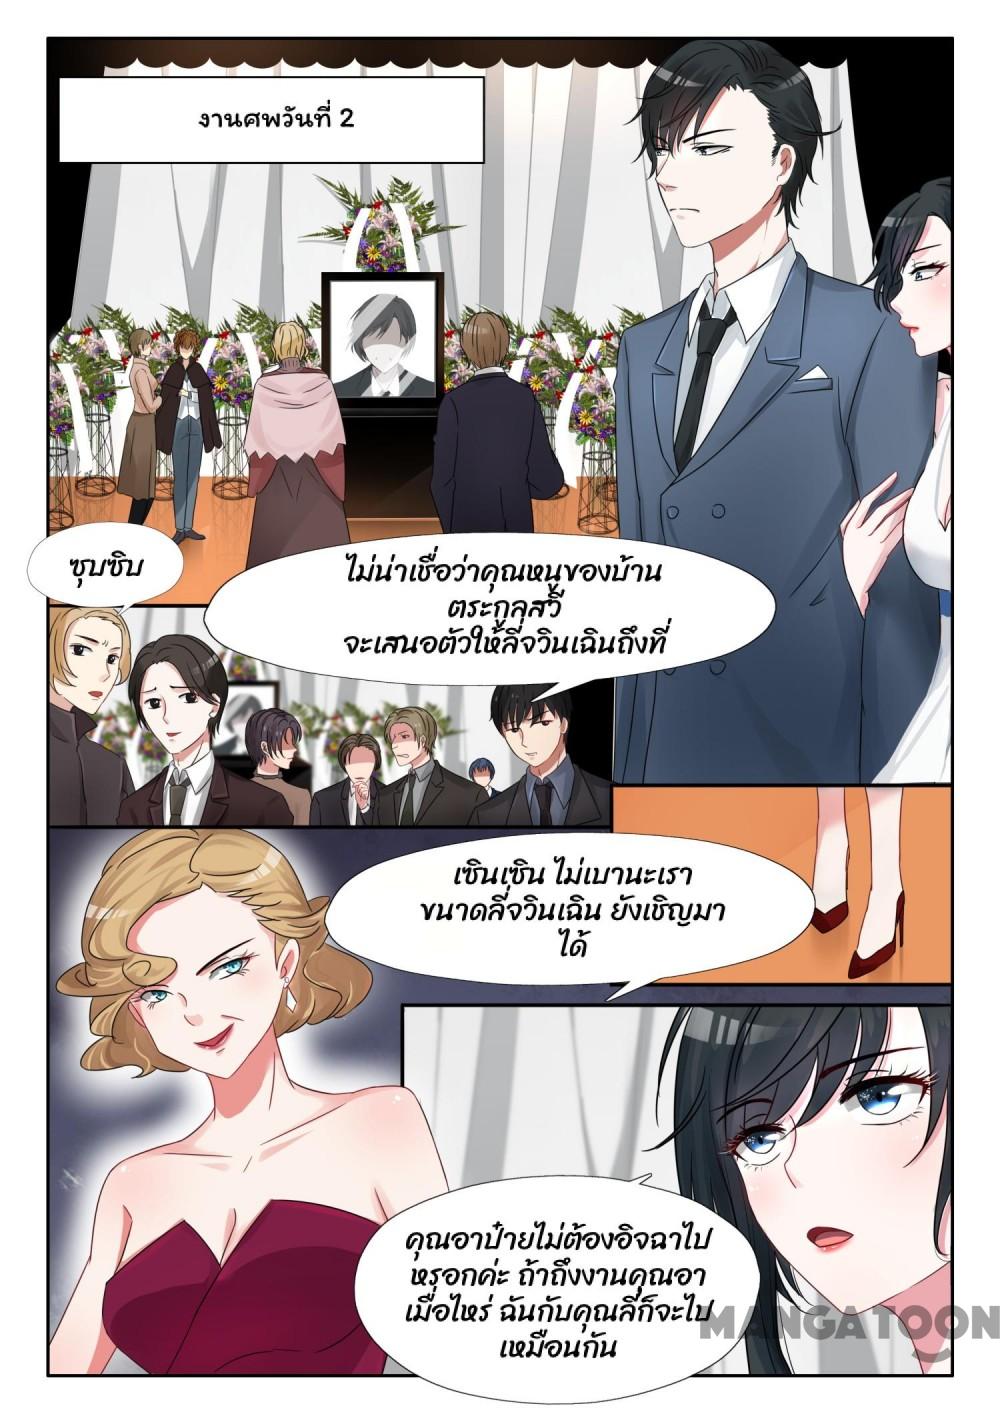 งานศพวันที่ 2
ซุบซิบ
ไม่น่าเชื่อว่าคุณหนูของบ้าน
ตระกูลสวี
จะเสนอตัวให้ลี่จวินเฉินถึงที่
เซินเซิน ไม่เบานะเรา
ขนาดลี่จวินเฉิน ยังเชิญมา
ได้
คุณอาป๋ายไม่ต้องอิจฉาไป
หรอกค่ะ ถ้าถึงงานคุณอา
เมื่อไหร่ ฉันกับคุณลี่ก็จะไป
เหมือนกัน
MANGATOON